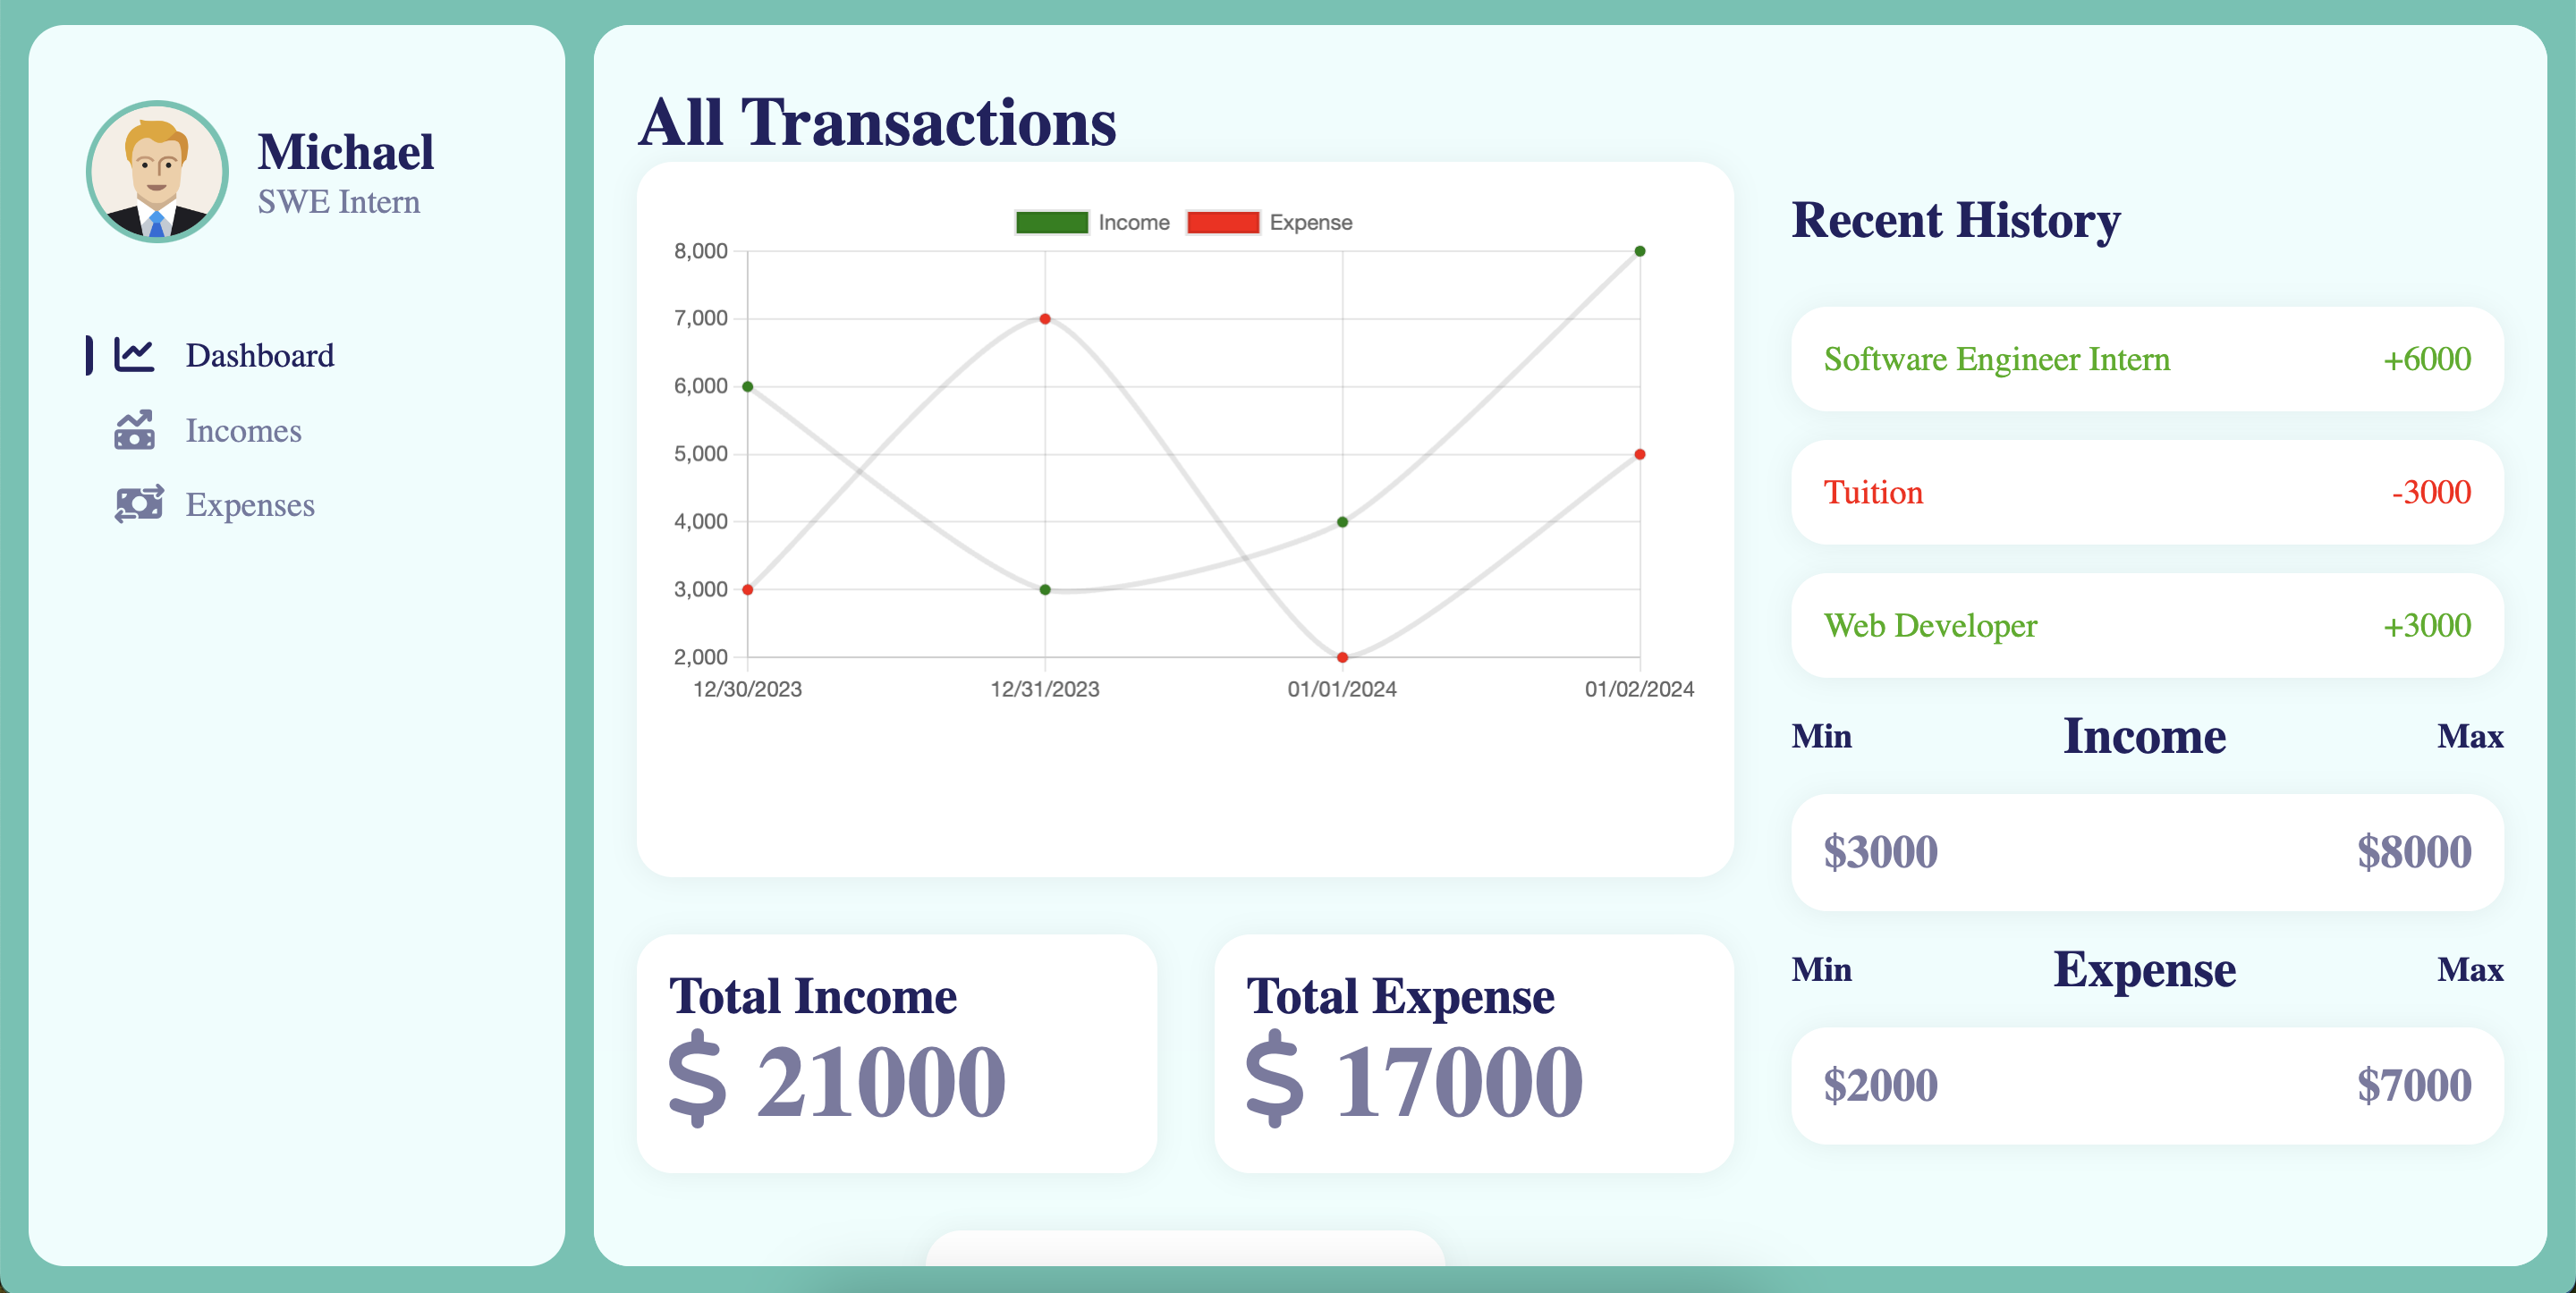 Michael
SWE Intern
Dashboard
Incomes
Expenses
All Transactions
Income Expense
8,000
7,000
6,000
5,000
4,000
3,000
2,000
12/30/2023 12/31/2023 01/01/2024 01/02/2024
Total Income
$ 21000
Total Expense
$ 17000
Recent History
Software Engineer Intern +6000
Tuition -3000
Web Developer +3000
Min Income Max
$3000 $8000
Min Expense Max
$2000 $7000